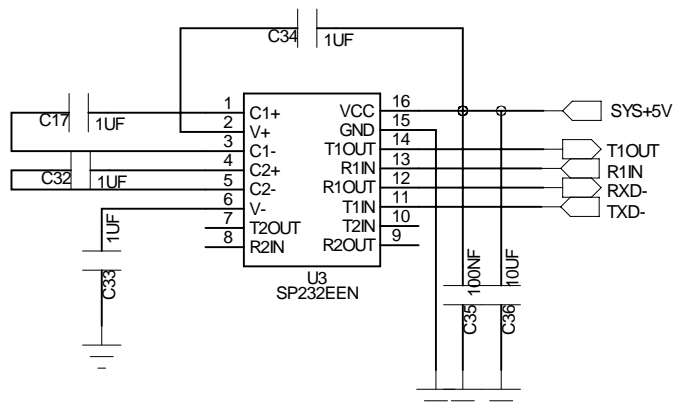 C34
1UF
C17
1UF
C32
1UF
1UF
C33
1
2
3
4
5
6
7
8
C1+
V+
C1-
C2+
C2-
V-
T2OUT
R2IN
VCC
GND
T1OUT
R1IN
R1OUT
T1IN
T2IN
R2OUT
16
15
14
13
12
11
10
9
U3
SP232EEN
SYS+5V
T1OUT
R1IN
RXD-
TXD-
100NF
C35
10UF
C36